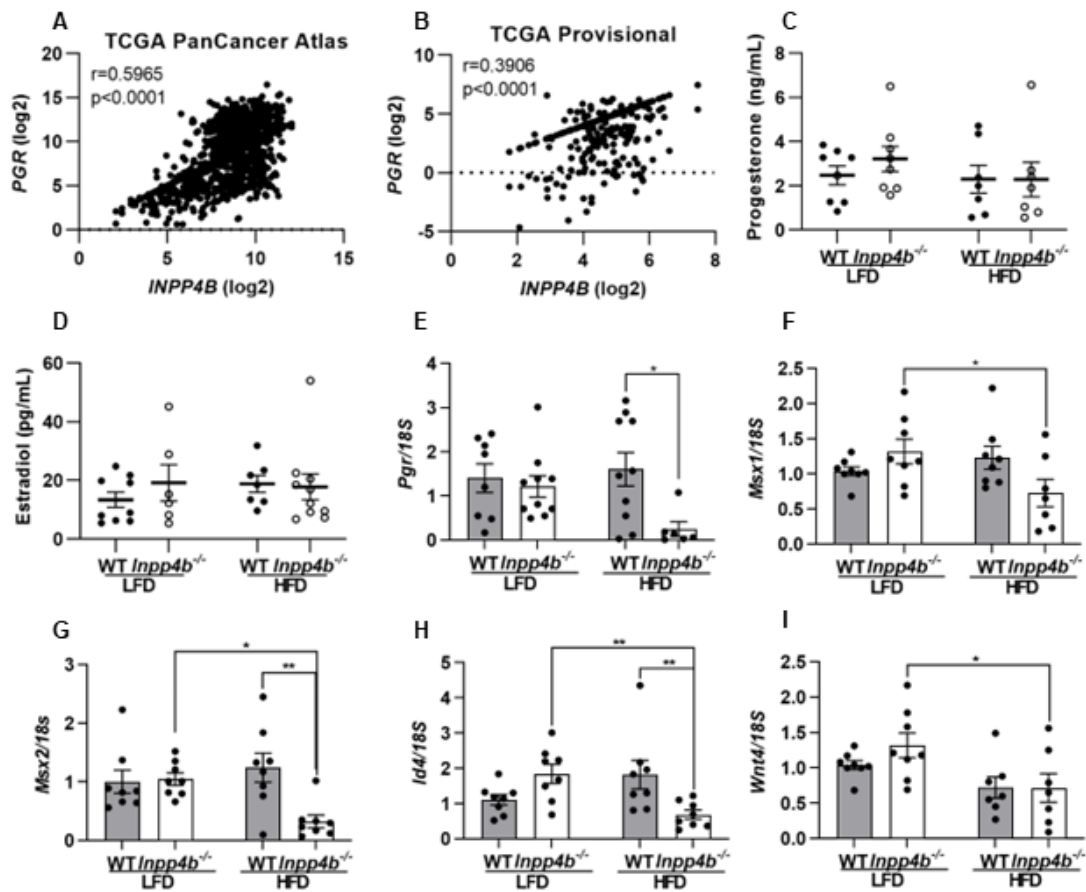 A
TCGA PanCancer Atlas
r=0.5965
p<0.0001
PGR (log2)
20
15
10
5
0
0 5 10 15
INPP4B (log2)
B
TCGA Provisional
r=0.3906
p<0.0001
PGR (log2)
10
5
0
-5
0 2 4 6 8
INPP4B (log2)
C
Progesterone (ng/mL)
8
6
4
2
0
WT Inpp4b-/- WT Inpp4b-/-
LFD HFD
D
Estradiol (pg/mL)
60
40
20
0
WT Inpp4b-/- WT Inpp4b-/-
LFD HFD
E
Pgr/18S
4
3
2
1
0
*
WT Inpp4b-/- WT Inpp4b-/-
LFD HFD
F
Msx1/18S
2.5
2.0
1.5
1.0
0.5
0.0
*
WT Inpp4b-/- WT Inpp4b-/-
LFD HFD
G
Msx2/18s
3
2
1
0
*
**
WT Inpp4b-/- WT Inpp4b-/-
LFD HFD
H
Id4/18S
5
4
3
2
1
0
**
**
WT Inpp4b-/- WT Inpp4b-/-
LFD HFD
I
Wnt4/18S
2.5
2.0
1.5
1.0
0.5
0.0
*
WT Inpp4b-/- WT Inpp4b-/-
LFD HFD